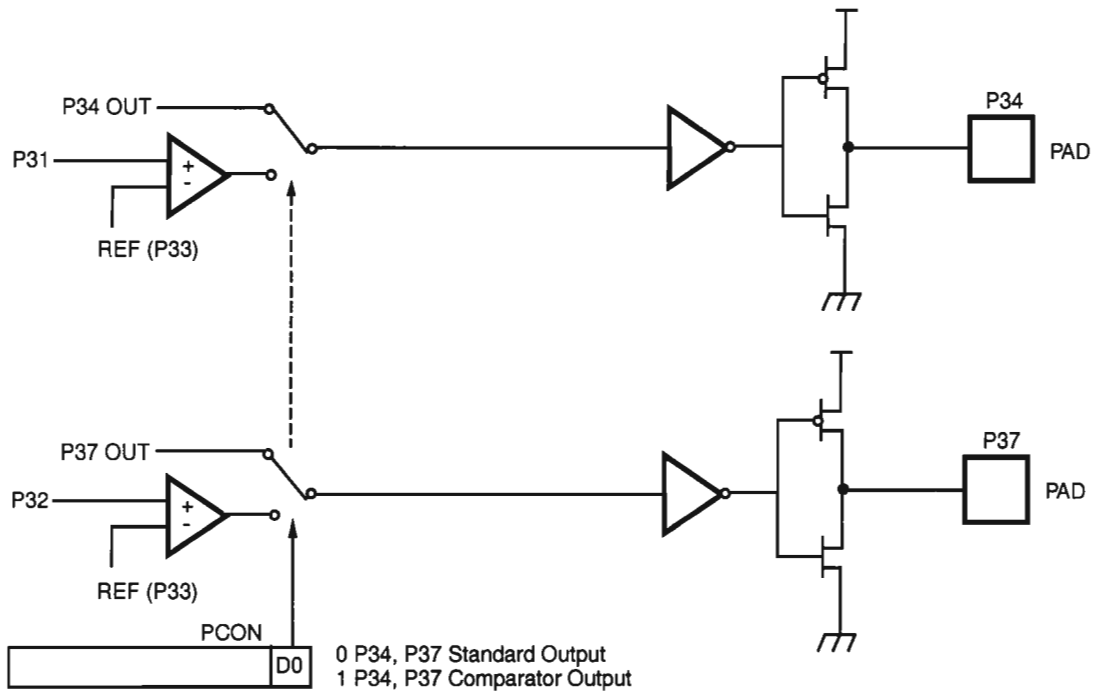 P34 OUT
P31
+
-
REF (P33)
P34
PAD
P37 OUT
P32
+
-
REF (P33)
P37
PAD
PCON
D0
0 P34, P37 Standard Output
1 P34, P37 Comparator Output